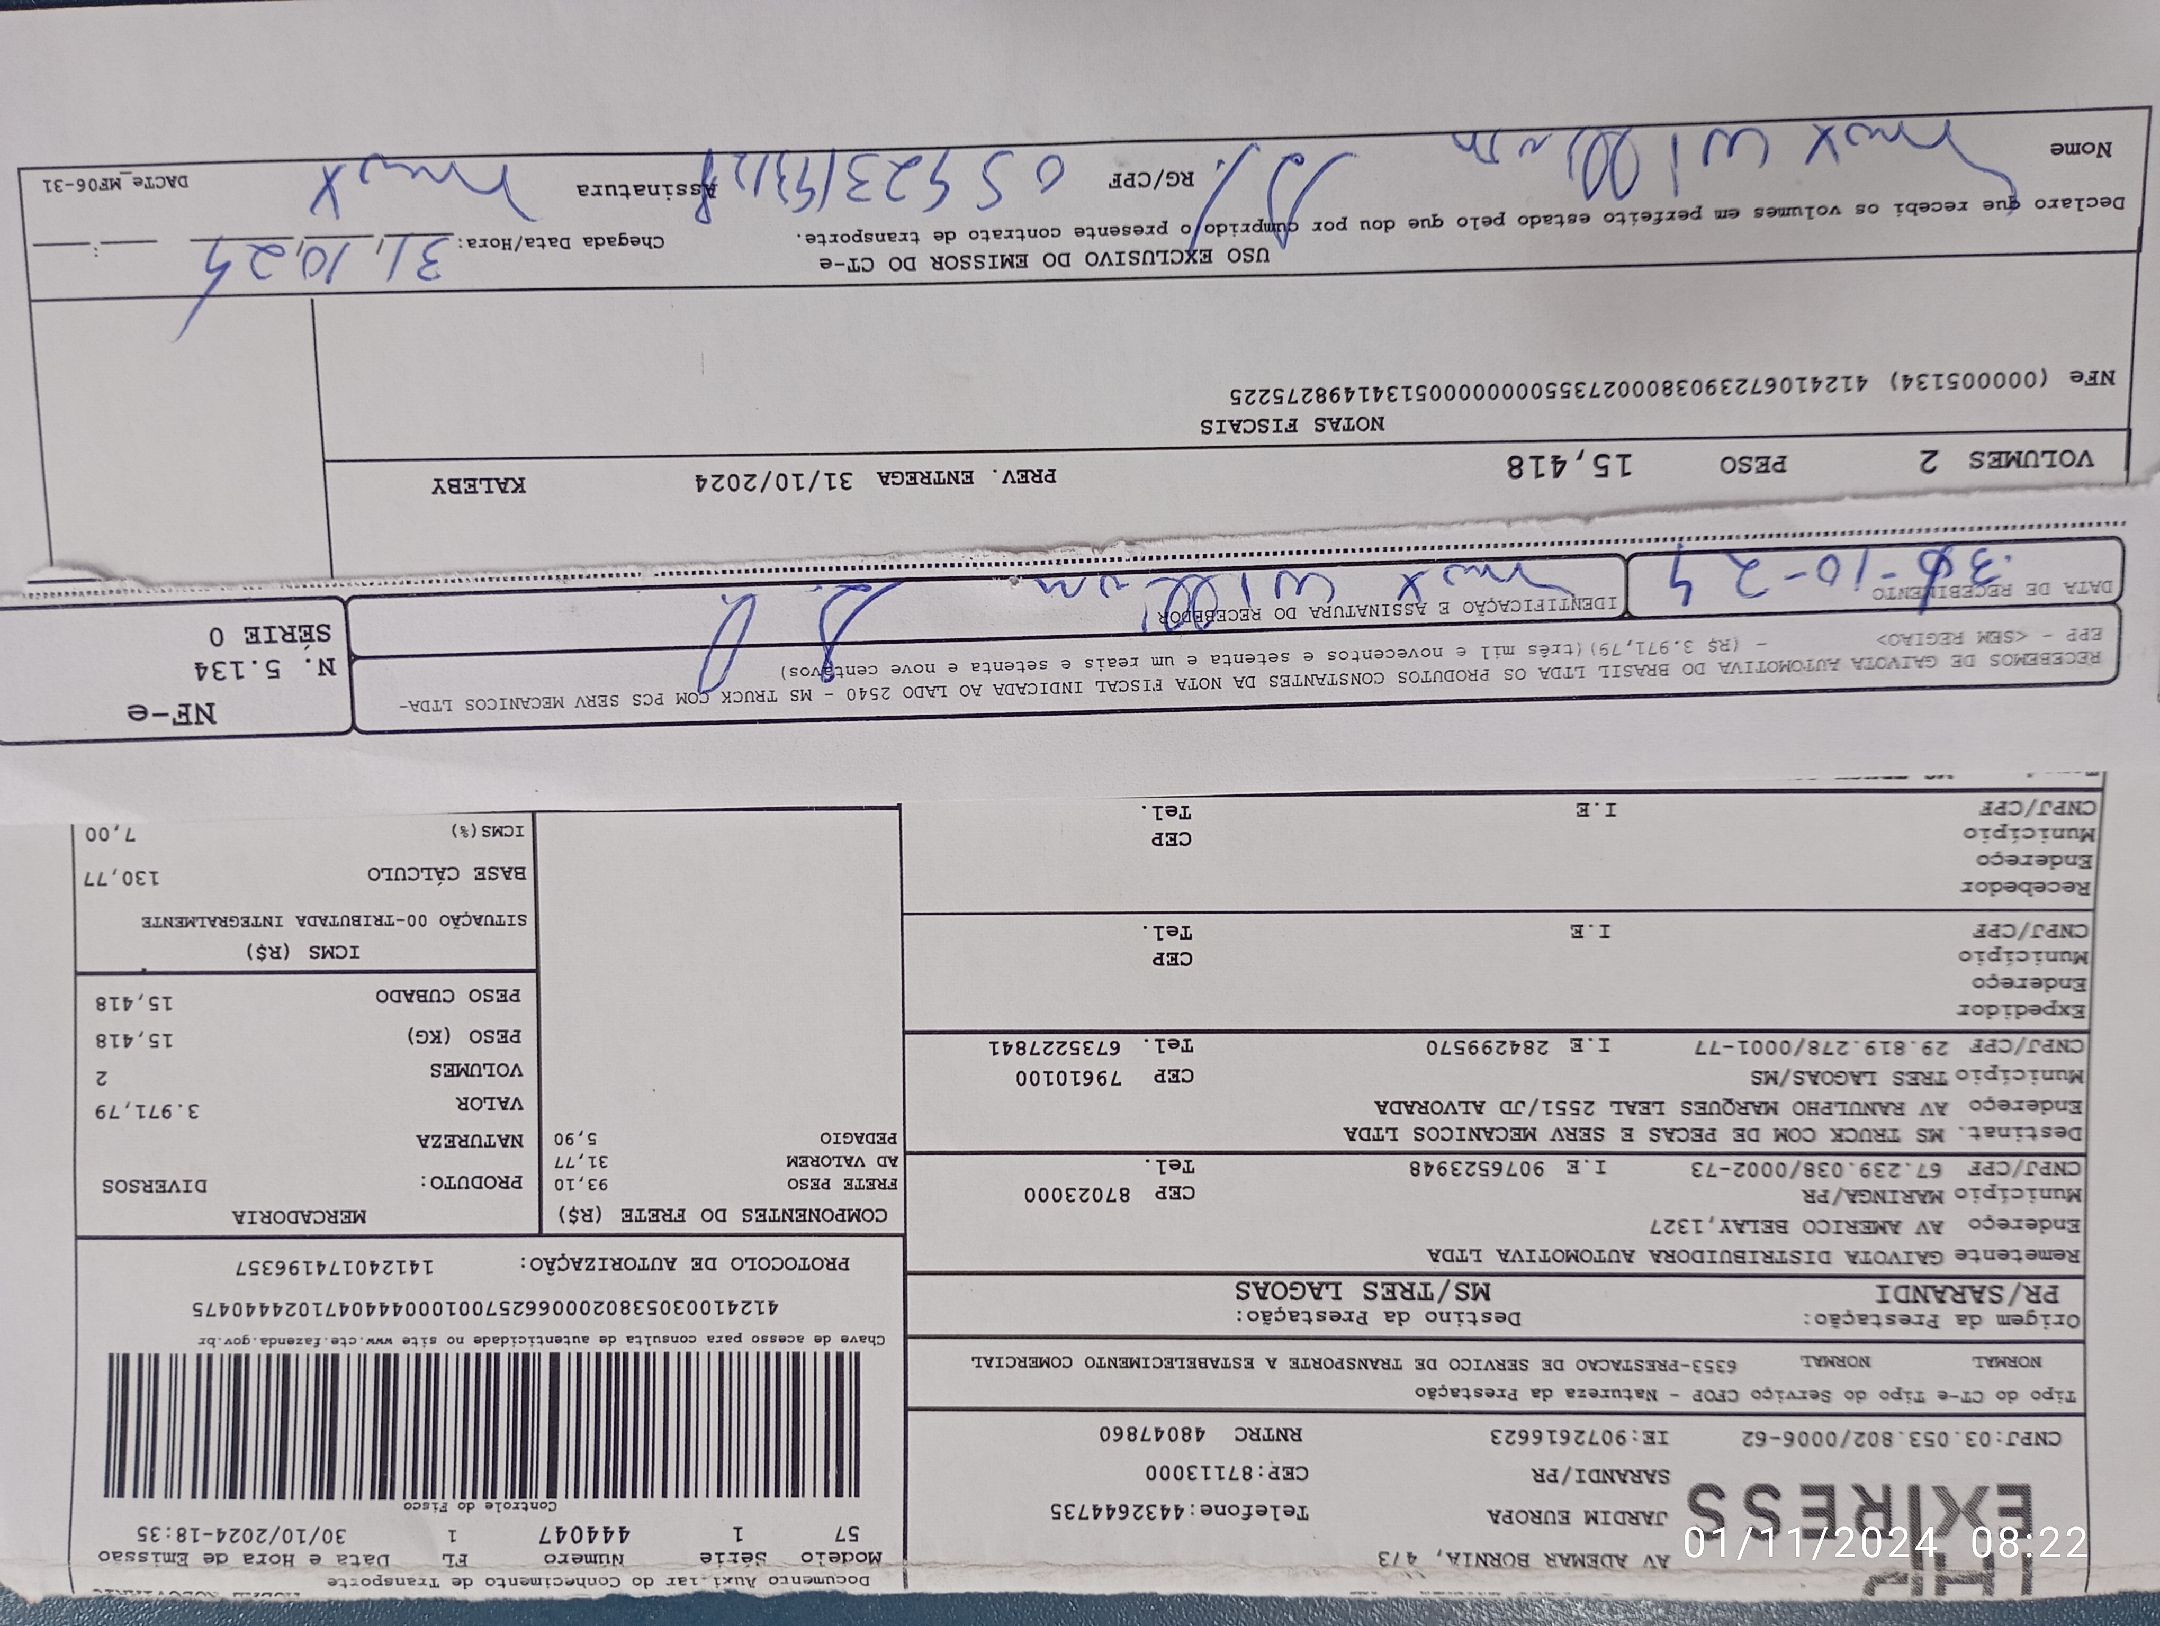 Documento Auxiliar do Conhecimento de Transporte
Modelo Série Número FL Data e Hora de Emissao
57 1 444047 1 30/10/2024-18:35
Controle do Fisco
Chave de acesso para consulta de autenticidade no site www.cte.fazenda.gov.br
41241003053802000662570010004440471024440475
PROTOCOLO DE AUTORIZAÇÃO: 141240174196357
EXPRESS
AV ADEMAR BORNIA, 473
JARDIM EUROPA Telefone:4432644735
SARANDI/PR CEP:87113000
CNPJ:03.053.802/0006-62 IE:9072616623 RNTRC 48047860
Tipo do CT-e Tipo do Serviço CFOP - Natureza da Prestação
NORMAL NORMAL 6353-PRESTACAO DE SERVICO DE TRANSPORTE A ESTABELECIMENTO COMERCIAL
Origem da Prestação: Destino da Prestação:
PR/SARANDI MS/TRES LAGOAS
Remetente GAIVOTA DISTRIBUIDORA AUTOMOTIVA LTDA
Endereço AV AMERICO BELAY,1327
Município MARINGA/PR CEP 87023000
CNPJ/CPF 67.239.038/0002-73 I.E 9076523948 Tel.
Destinat. MS TRUCK COM DE PECAS E SERV MECANICOS LTDA
Endereço AV RANULPHO MARQUES LEAL 2551/JD ALVORADA
Município TRES LAGOAS/MS CEP 79610100
CNPJ/CPF 29.819.278/0001-77 I.E 284299570 Tel. 6735227841
Expedidor
Endereço
Município CEP
CNPJ/CPF I.E Tel.
Recebedor
Endereço
Município CEP
CNPJ/CPF I.E Tel.
COMPONENTES DO FRETE (R$)
FRETE PESO 93,10
AD VALOREM 31,77
PEDAGIO 5,90
MERCADORIA
PRODUTO: DIVERSOS
NATUREZA
VALOR 3.971,79
VOLUMES 2
PESO (KG) 15,418
PESO CUBADO 15,418
ICMS (R$)
SITUAÇÃO 00-TRIBUTADA INTEGRALMENTE
BASE CÁLCULO 130,77
ICMS(%) 7,00
RECEBEMOS DE GAIVOTA AUTOMOTIVA DO BRASIL LTDA OS PRODUTOS CONSTANTES DA NOTA FISCAL INDICADA AO LADO 2540 - MS TRUCK COM PCS SERV MECANICOS LTDA-
EPP - <SEM REGIAO> - (R$ 3.971,79)(três mil e novecentos e setenta e um reais e setenta e nove centavos)
DATA DE RECEBIMENTO
-10-24
IDENTIFICAÇÃO E ASSINATURA DO RECEBEDOR
max william
NF-e
N. 5.134
SÉRIE 0
VOLUMES 2 PESO 15,418 PREV. ENTREGA 31/10/2024 KALEBY
NOTAS FISCAIS
NFe (000005134) 41241067239038000273550000000051341498275225
USO EXCLUSIVO DO EMISSOR DO CT-e
Declaro que recebi os volumes em perfeito estado pelo que dou por cumprido o presente contrato de transporte.
Chegada Data/Hora: 31,10,24
Nome max william RG/CPF Assinatura max
DACTe_MF06-31
01/11/2024 08:22